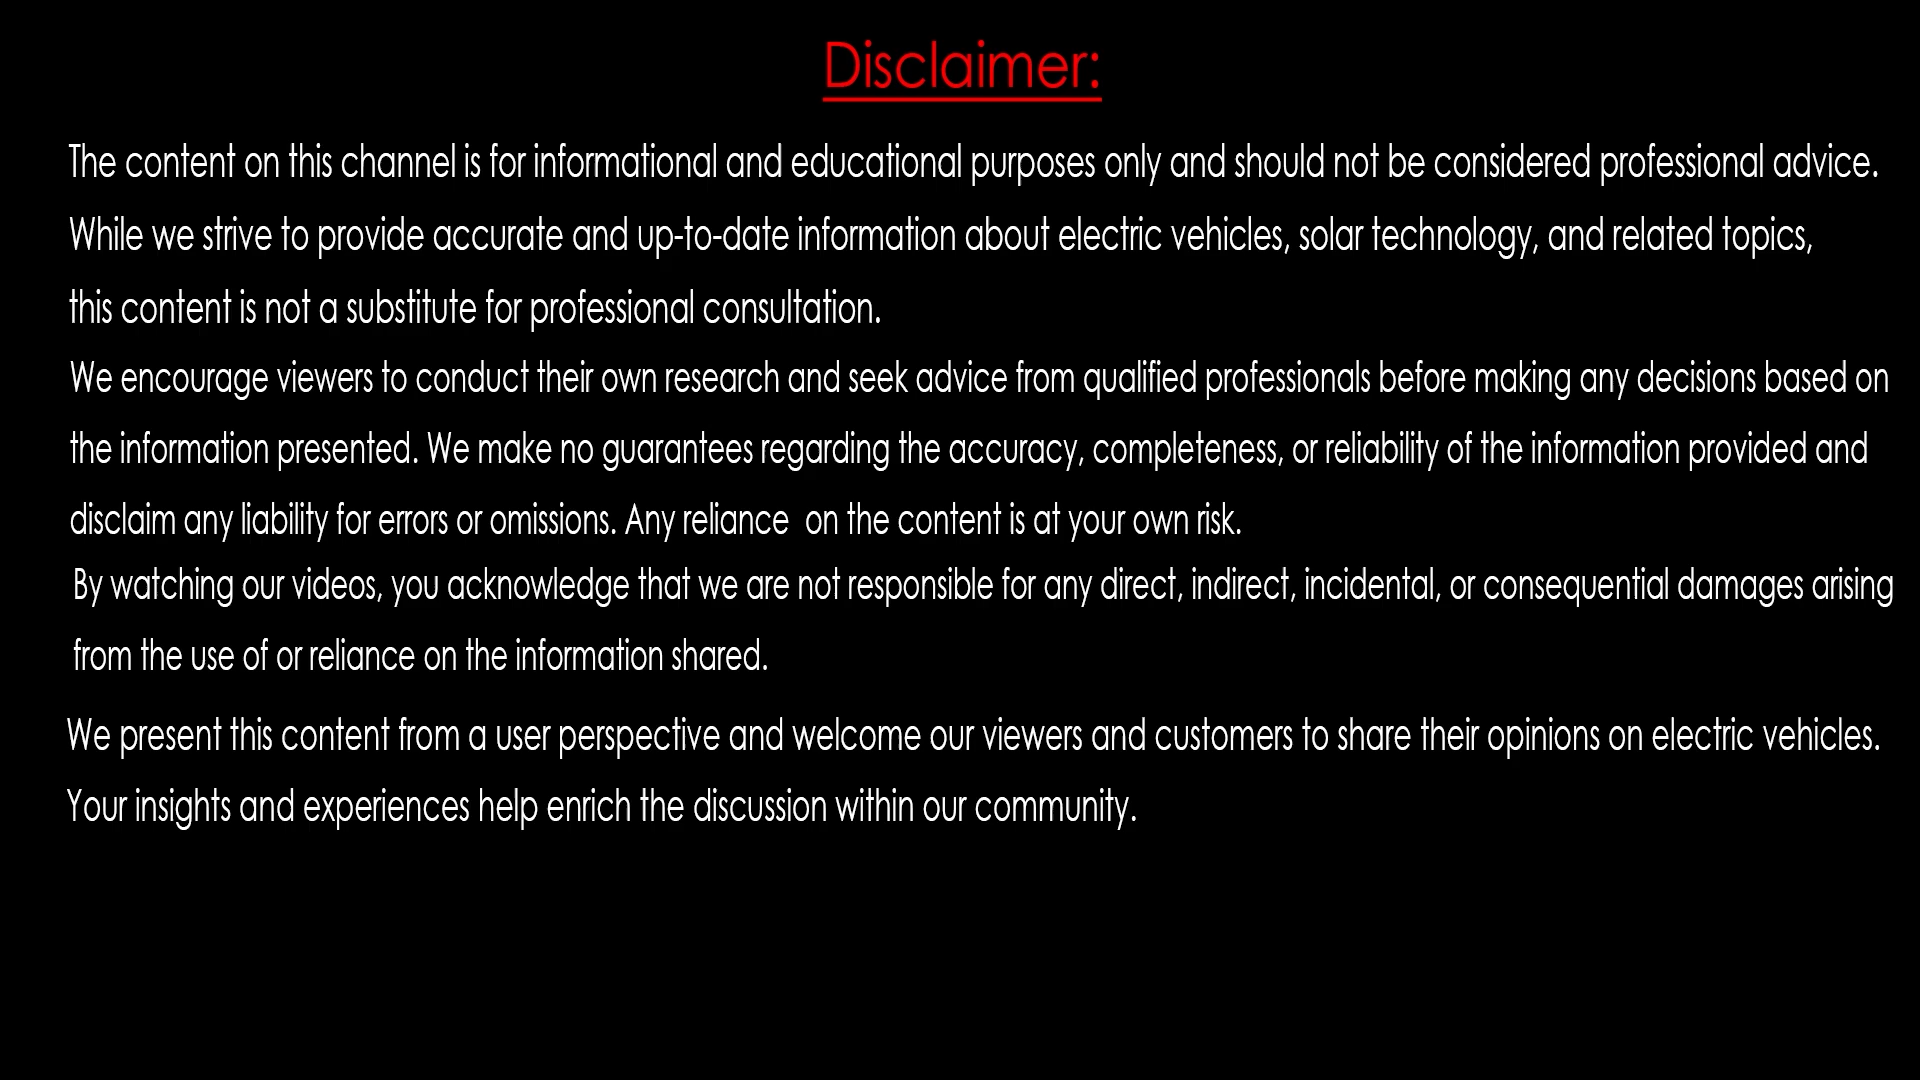 Disclaimer:
The content on this channel is for informational and educational purposes only and should not be considered professional advice.
While we strive to provide accurate and up-to-date information about electric vehicles, solar technology, and related topics,
this content is not a substitute for professional consultation.
We encourage viewers to conduct their own research and seek advice from qualified professionals before making any decisions based on
the information presented. We make no guarantees regarding the accuracy, completeness, or reliability of the information provided and
disclaim any liability for errors or omissions. Any reliance  on the content is at your own risk.
By watching our videos, you acknowledge that we are not responsible for any direct, indirect, incidental, or consequential damages arising
from the use of or reliance on the information shared.
We present this content from a user perspective and welcome our viewers and customers to share their opinions on electric vehicles.
Your insights and experiences help enrich the discussion within our community.